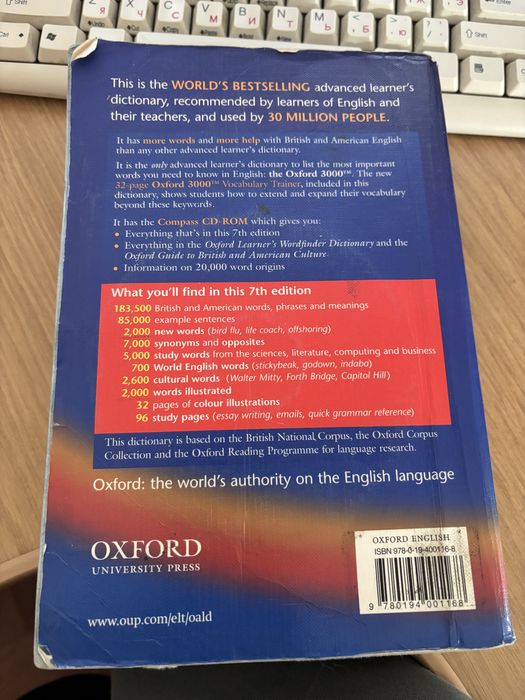 This is the WORLD'S BESTSELLING advanced learner's
dictionary, recommended by learners of English and
their teachers, and used by 30 MILLION PEOPLE.
It has more words and more help with British and American English
than any other advanced learner's dictionary.
It is the only advanced learner's dictionary to list the most important
words you need to know in English: the Oxford 3000™. The new
32-page Oxford 3000™ Vocabulary Trainer, included in this
dictionary, shows students how to extend and expand their vocabulary
beyond these keywords.
It has the Compass CD-ROM which gives you:
• Everything that's in this 7th edition
• Everything in the Oxford Learner's Wordfinder Dictionary and the
Oxford Guide to British and American Culture
• Information on 20,000 word origins
What you'll find in this 7th edition
183,500 British and American words, phrases and meanings
85,000 example sentences
2,000 new words (bird flu, life coach, offshoring)
7,000 synonyms and opposites
5,000 study words from the sciences, literature, computing and business
700 World English words (stickybeak, godown, indaba)
2,600 cultural words (Walter Mitty, Forth Bridge, Capitol Hill)
2,000 words illustrated
32 pages of colour illustrations
96 study pages (essay writing, emails, quick grammar reference)
This dictionary is based on the British National Corpus, the Oxford Corpus
Collection and the Oxford Reading Programme for language research.
Oxford: the world's authority on the English language
OXFORD
UNIVERSITY PRESS
www.oup.com/elt/oald
OXFORD ENGLISH
ISBN 978-0-19-400116-8
9 780194 001168